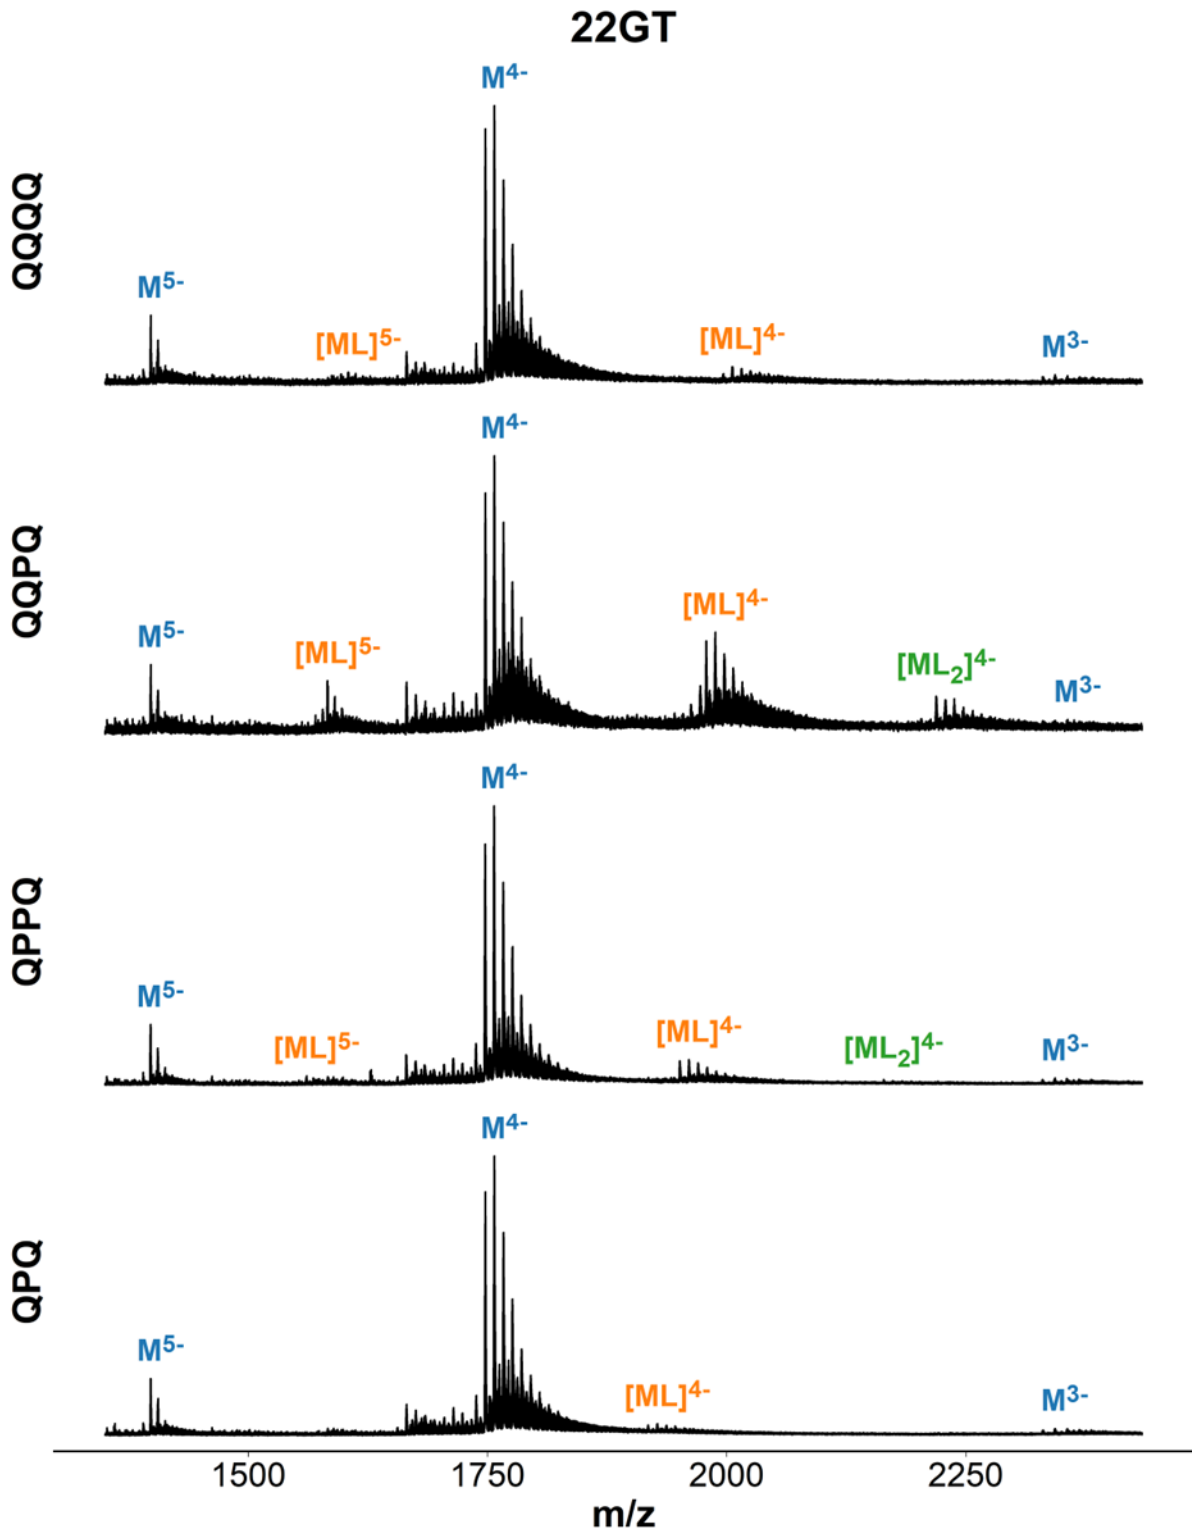 22GT
QQQQ
M⁴⁻
M⁵⁻
[ML]⁵⁻
[ML]⁴⁻
M³⁻
QQPQ
M⁴⁻
M⁵⁻
[ML]⁵⁻
[ML]⁴⁻
[ML₂]⁴⁻
M³⁻
QPPQ
M⁴⁻
M⁵⁻
[ML]⁵⁻
[ML]⁴⁻
[ML₂]⁴⁻
M³⁻
QPQ
M⁴⁻
M⁵⁻
[ML]⁴⁻
M³⁻
1500 1750 2000 2250
m/z